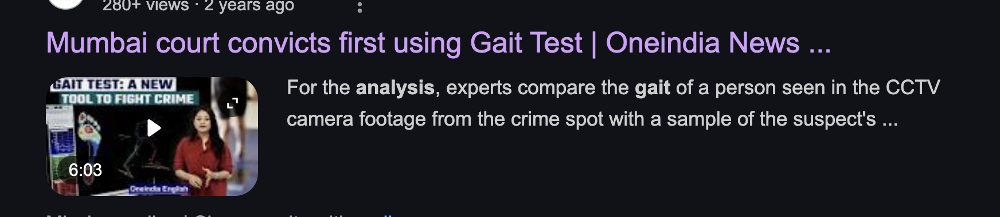 280+ views · 2 years ago
Mumbai court convicts first using Gait Test | Oneindia News ...
GAIT TEST: A NEW
TOOL TO FIGHT CRIME
6:03
Oneindia English
For the analysis, experts compare the gait of a person seen in the CCTV
camera footage from the crime spot with a sample of the suspect's ...